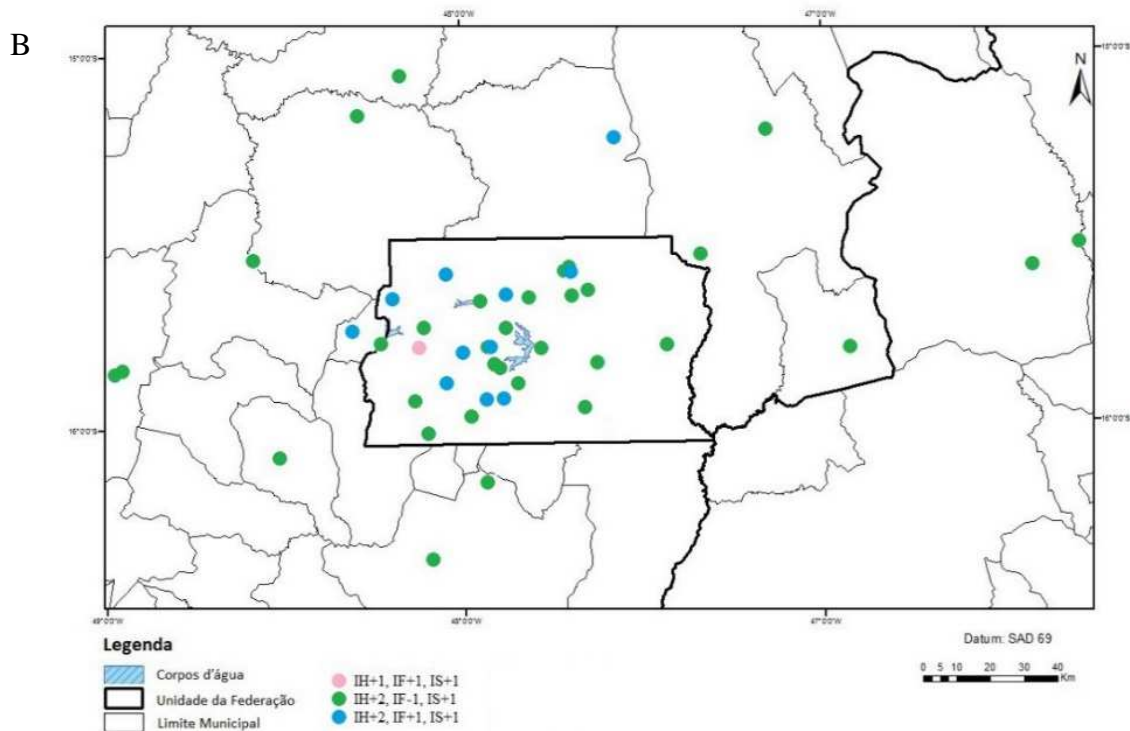 B
48°0'0"W 47°0'0"W
15°0'0"S 15°0'0"S
N
16°0'0"S 16°0'0"S
49°0'0"W 48°0'0"W 47°0'0"W
Legenda
Corpos d'água
Unidade da Federação
Limite Municipal
IH+1, IF+1, IS+1
IH+2, IF-1, IS+1
IH+2, IF+1, IS+1
Datum: SAD 69
0 5 10 20 30 40
Km